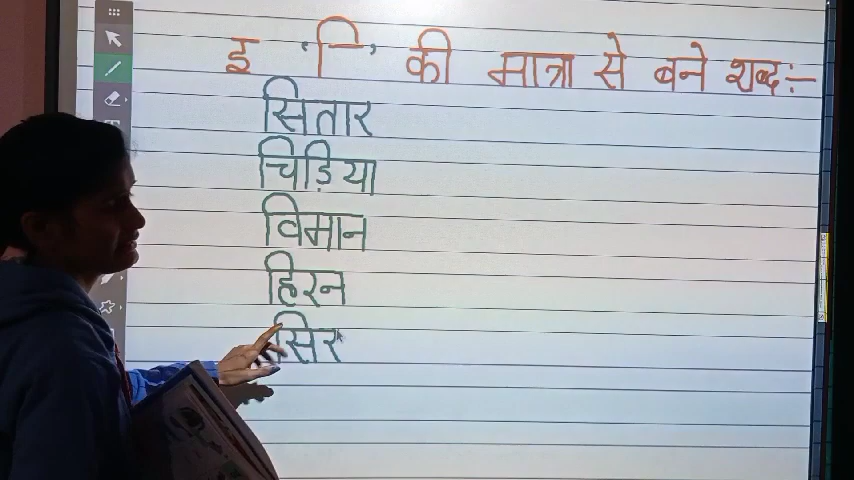 इ 'ि' की मात्रा से बने शब्द:-
सितार
चिड़िया
विमान
हिरन
सिर